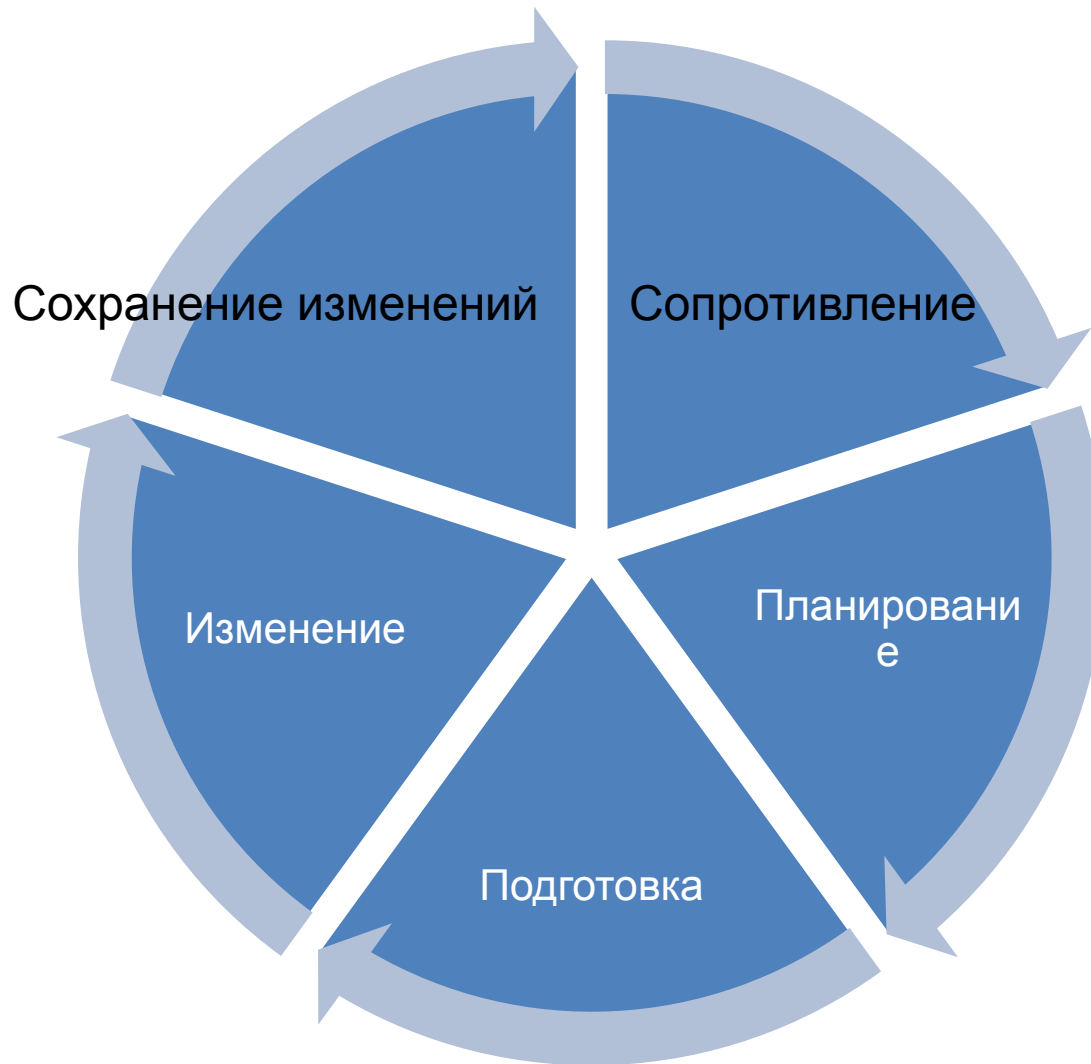 Сохранение изменений
Сопротивление
Планировани
е
Изменение
Подготовка